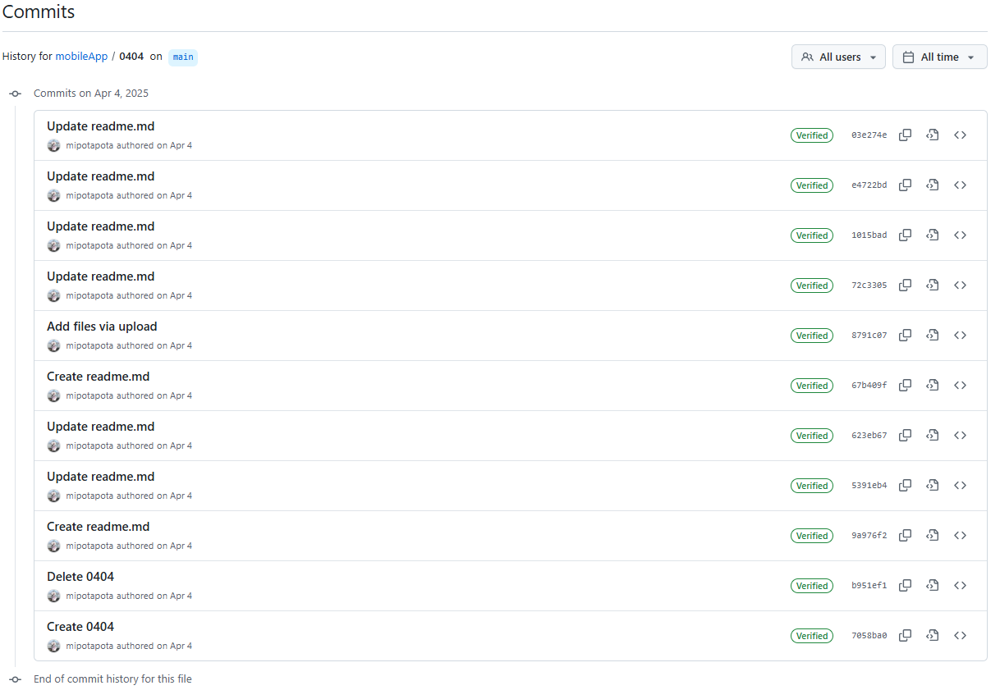 Commits
History for mobileApp / 0404 on main
All users
All time
Commits on Apr 4, 2025
Update readme.md
mipotapota authored on Apr 4
Verified
03e274e
Update readme.md
mipotapota authored on Apr 4
Verified
e4722bd
Update readme.md
mipotapota authored on Apr 4
Verified
1015bad
Update readme.md
mipotapota authored on Apr 4
Verified
72c3305
Add files via upload
mipotapota authored on Apr 4
Verified
8791c07
Create readme.md
mipotapota authored on Apr 4
Verified
67b409f
Update readme.md
mipotapota authored on Apr 4
Verified
623eb67
Update readme.md
mipotapota authored on Apr 4
Verified
5391eb4
Create readme.md
mipotapota authored on Apr 4
Verified
9a976f2
Delete 0404
mipotapota authored on Apr 4
Verified
b951ef1
Create 0404
mipotapota authored on Apr 4
Verified
7058ba0
End of commit history for this file